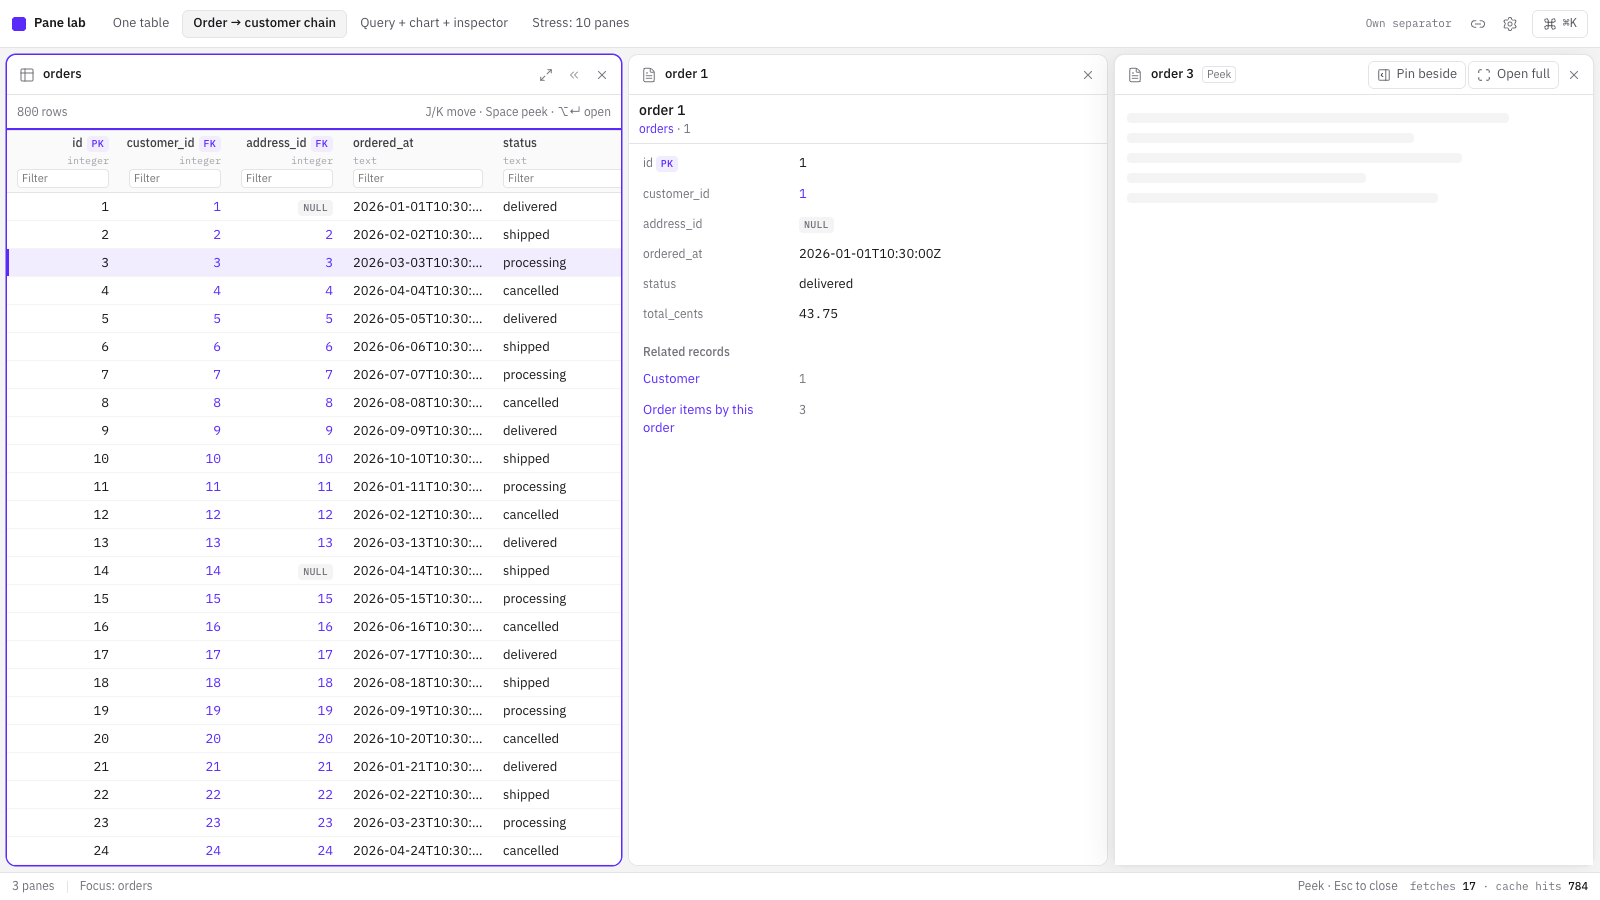 Pane lab
One table
Order → customer chain
Query + chart + inspector
Stress: 10 panes
Own separator
⌘ ⌘K
orders
800 rows
J/K move · Space peek · ⌥↵ open
id PK customer_id FK address_id FK ordered_at status
integer integer integer text text
Filter Filter Filter Filter Filter
1 1 NULL 2026-01-01T10:30:… delivered
2 2 2 2026-02-02T10:30:… shipped
3 3 3 2026-03-03T10:30:… processing
4 4 4 2026-04-04T10:30:… cancelled
5 5 5 2026-05-05T10:30:… delivered
6 6 6 2026-06-06T10:30:… shipped
7 7 7 2026-07-07T10:30:… processing
8 8 8 2026-08-08T10:30:… cancelled
9 9 9 2026-09-09T10:30:… delivered
10 10 10 2026-10-10T10:30:… shipped
11 11 11 2026-01-11T10:30:… processing
12 12 12 2026-02-12T10:30:… cancelled
13 13 13 2026-03-13T10:30:… delivered
14 14 NULL 2026-04-14T10:30:… shipped
15 15 15 2026-05-15T10:30:… processing
16 16 16 2026-06-16T10:30:… cancelled
17 17 17 2026-07-17T10:30:… delivered
18 18 18 2026-08-18T10:30:… shipped
19 19 19 2026-09-19T10:30:… processing
20 20 20 2026-10-20T10:30:… cancelled
21 21 21 2026-01-21T10:30:… delivered
22 22 22 2026-02-22T10:30:… shipped
23 23 23 2026-03-23T10:30:… processing
24 24 24 2026-04-24T10:30:… cancelled
order 1
order 1
orders · 1
id PK 1
customer_id 1
address_id NULL
ordered_at 2026-01-01T10:30:00Z
status delivered
total_cents 43.75
Related records
Customer 1
Order items by this 3
order
order 3 Peek
Pin beside
Open full
3 panes
Focus: orders
Peek · Esc to close
fetches 17 · cache hits 784